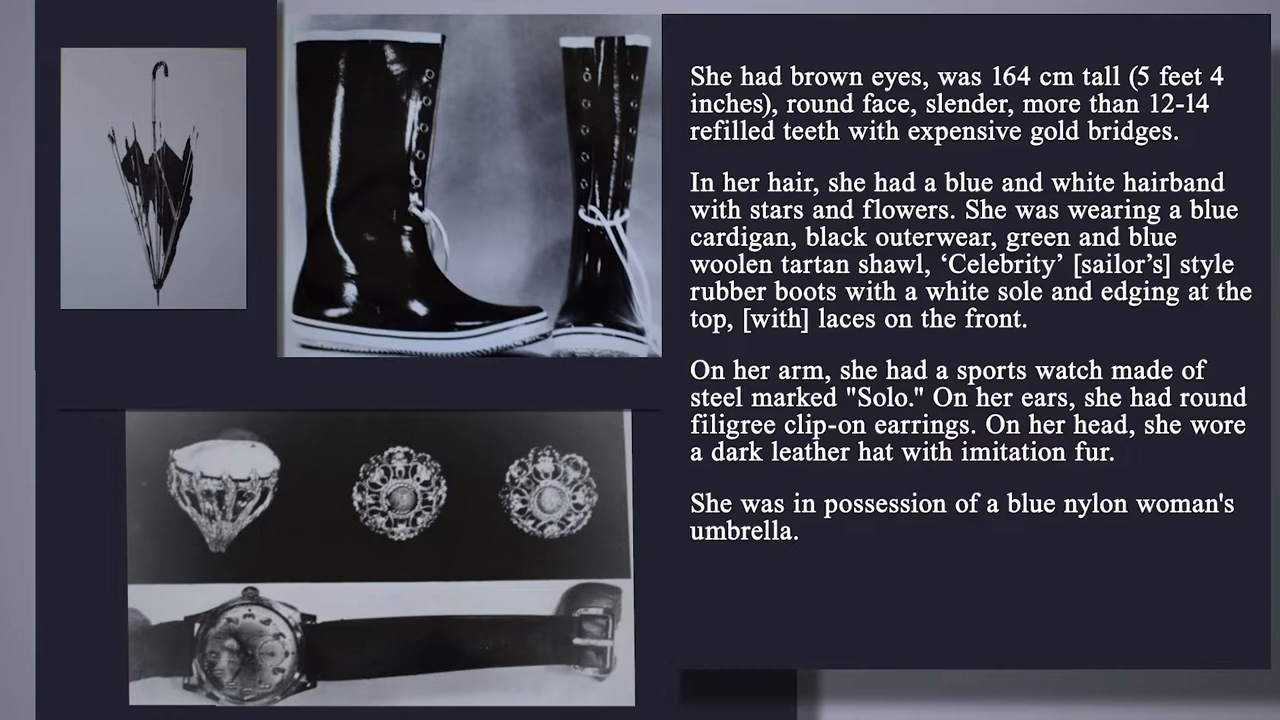 She had brown eyes, was 164 cm tall (5 feet 4
inches), round face, slender, more than 12-14
refilled teeth with expensive gold bridges.
In her hair, she had a blue and white hairband
with stars and flowers. She was wearing a blue
cardigan, black outerwear, green and blue
woolen tartan shawl, ‘Celebrity’ [sailor’s] style
rubber boots with a white sole and edging at the
top, [with] laces on the front.
On her arm, she had a sports watch made of
steel marked "Solo." On her ears, she had round
filigree clip-on earrings. On her head, she wore
a dark leather hat with imitation fur.
She was in possession of a blue nylon woman's
umbrella.